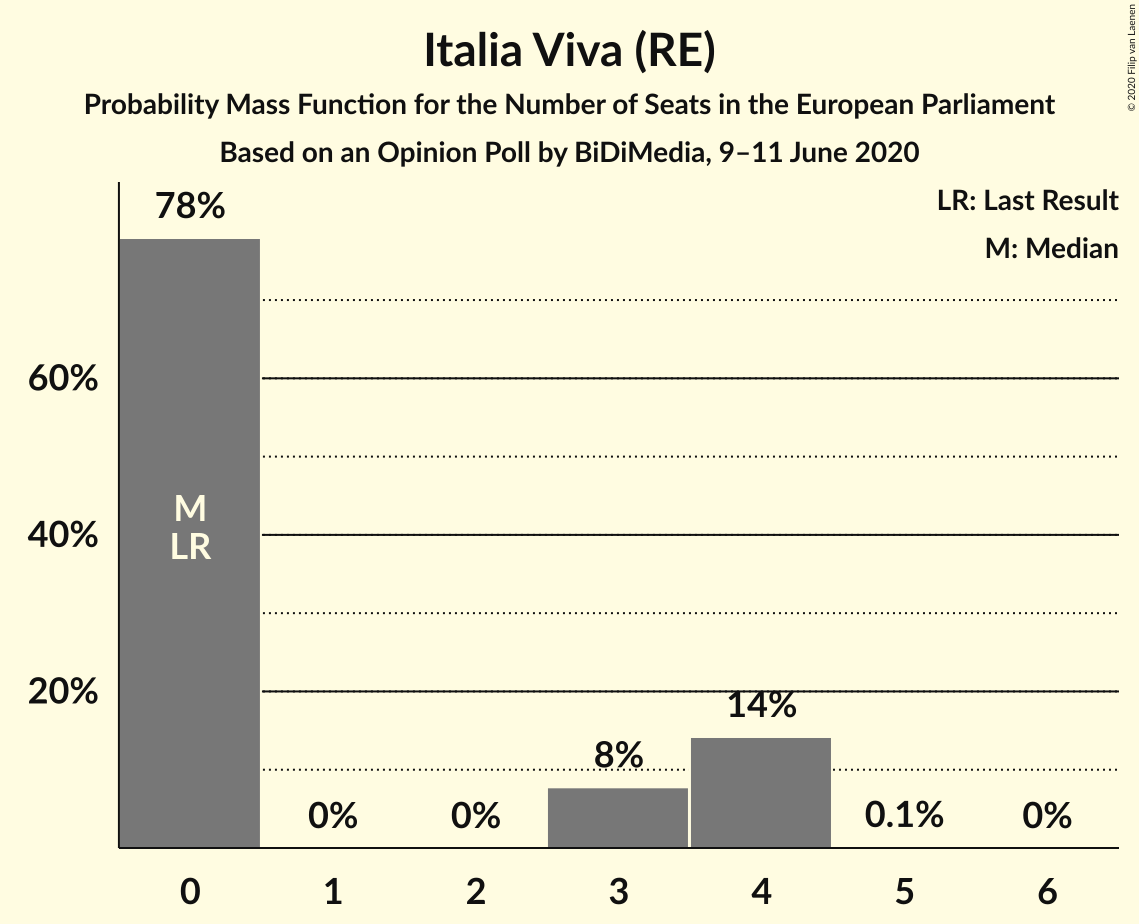 Italia Viva (RE)
Probability Mass Function for the Number of Seats in the European Parliament
Based on an Opinion Poll by BiDiMedia, 9–11 June 2020
© 2020 Filip van Laenen
LR: Last Result
M: Median
78%
60%
40%
20%
M
LR
0%
0%
8%
14%
0.1%
0%
0
1
2
3
4
5
6